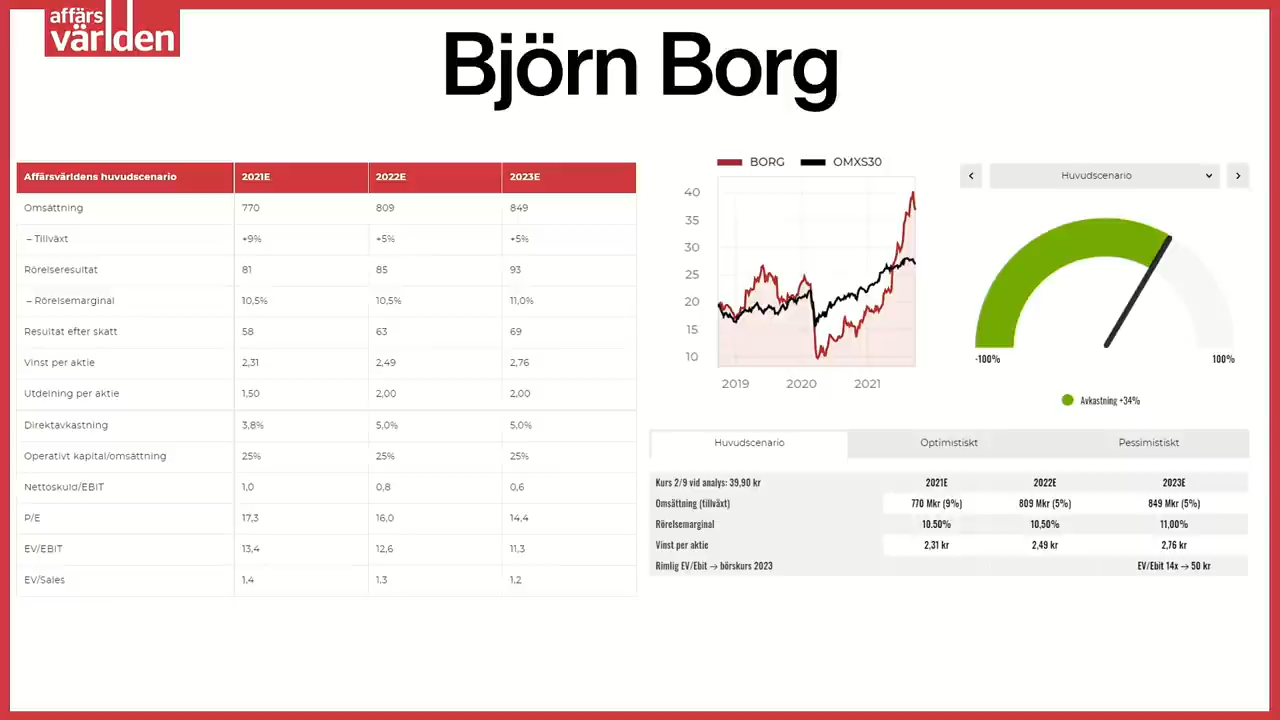 affärs
världen
Björn Borg
Affärsvärldens huvudscenario 2021E 2022E 2023E
Omsättning 770 809 849
– Tillväxt +9% +5% +5%
Rörelseresultat 81 85 93
– Rörelsemarginal 10,5% 10,5% 11,0%
Resultat efter skatt 58 63 69
Vinst per aktie 2,31 2,49 2,76
Utdelning per aktie 1,50 2,00 2,00
Direktavkastning 3,8% 5,0% 5,0%
Operativt kapital/omsättning 25% 25% 25%
Nettoskuld/EBIT 1,0 0,8 0,6
P/E 17,3 16,0 14,4
EV/EBIT 13,4 12,6 11,3
EV/Sales 1,4 1,3 1,2
BORG OMXS30
40
35
30
25
20
15
10
2019 2020 2021
Huvudscenario
-100% 100%
Avkastning +34%
Huvudscenario Optimistiskt Pessimistiskt
Kurs 2/9 vid analys: 39,90 kr 2021E 2022E 2023E
Omsättning (tillväxt) 770 Mkr (9%) 809 Mkr (5%) 849 Mkr (5%)
Rörelsemarginal 10.50% 10,50% 11,00%
Vinst per aktie 2,31 kr 2,49 kr 2,76 kr
Rimlig EV/Ebit → börskurs 2023 EV/Ebit 14x → 50 kr